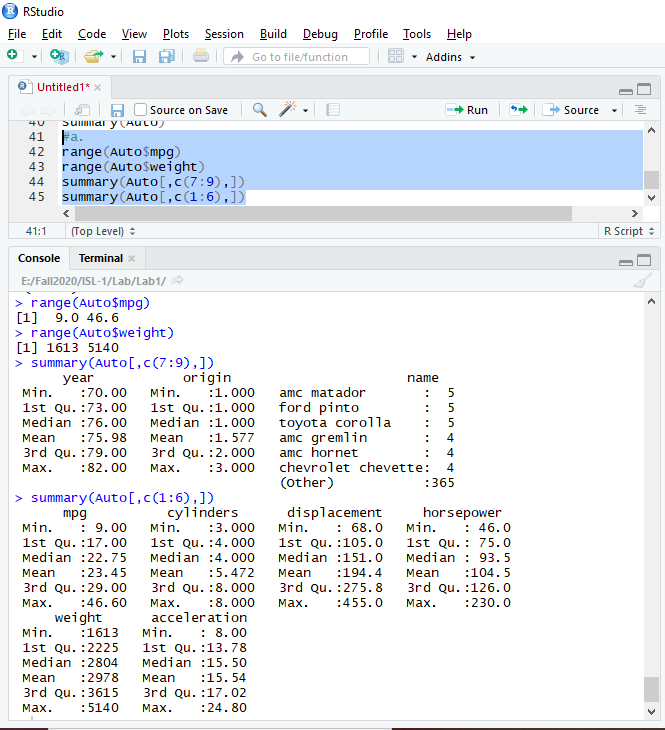 RStudio
File Edit Code View Plots Session Build Debug Profile Tools Help
Go to file/function Addins
Untitled1*
Source on Save Run Source
40 summary(Auto)
41 #a.
42 range(Auto$mpg)
43 range(Auto$weight)
44 summary(Auto[,c(7:9),])
45 summary(Auto[,c(1:6),])
41:1 (Top Level) R Script
Console Terminal
E:/Fall2020/ISL-1/Lab/Lab1/
> range(Auto$mpg)
[1]  9.0 46.6
> range(Auto$weight)
[1] 1613 5140
> summary(Auto[,c(7:9),])
year origin name
Min.   :70.00 Min.   :1.000 amc matador       :  5
1st Qu.:73.00 1st Qu.:1.000 ford pinto        :  5
Median :76.00 Median :1.000 toyota corolla    :  5
Mean   :75.98 Mean   :1.577 amc gremlin       :  4
3rd Qu.:79.00 3rd Qu.:2.000 amc hornet        :  4
Max.   :82.00 Max.   :3.000 chevrolet chevette:  4
(Other)           :365
> summary(Auto[,c(1:6),])
mpg cylinders displacement horsepower
Min.   : 9.00 Min.   :3.000 Min.   : 68.0 Min.   : 46.0
1st Qu.:17.00 1st Qu.:4.000 1st Qu.:105.0 1st Qu.: 75.0
Median :22.75 Median :4.000 Median :151.0 Median : 93.5
Mean   :23.45 Mean   :5.472 Mean   :194.4 Mean   :104.5
3rd Qu.:29.00 3rd Qu.:8.000 3rd Qu.:275.8 3rd Qu.:126.0
Max.   :46.60 Max.   :8.000 Max.   :455.0 Max.   :230.0
weight acceleration
Min.   :1613 Min.   : 8.00
1st Qu.:2225 1st Qu.:13.78
Median :2804 Median :15.50
Mean   :2978 Mean   :15.54
3rd Qu.:3615 3rd Qu.:17.02
Max.   :5140 Max.   :24.80